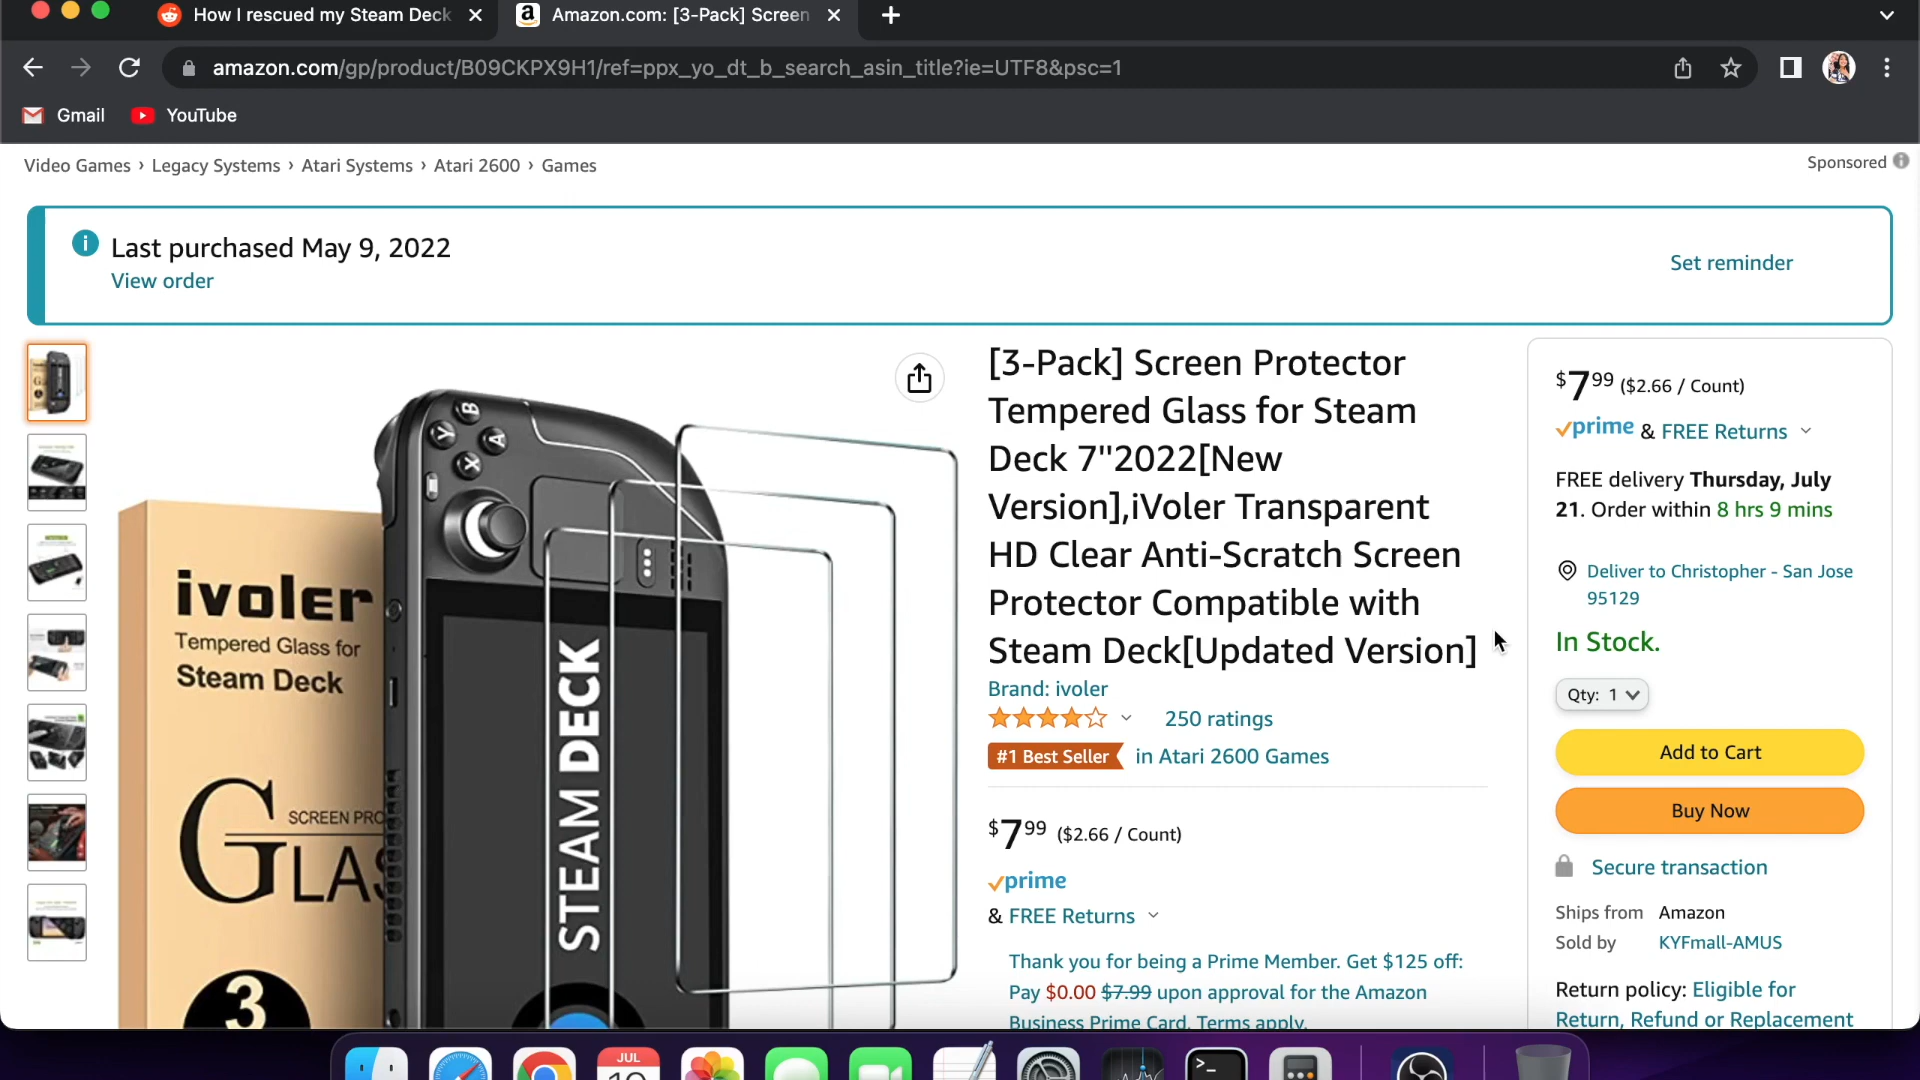 How I rescued my Steam Deck
Amazon.com: [3-Pack] Screen
amazon.com/gp/product/B09CKPX9H1/ref=ppx_yo_dt_b_search_asin_title?ie=UTF8&psc=1
Gmail
YouTube
Video Games › Legacy Systems › Atari Systems › Atari 2600 › Games
Sponsored
Last purchased May 9, 2022
View order
Set reminder
ivoler
Tempered Glass for
Steam Deck
SCREEN PRO
GLAS
3
B
Y
A
X
STEAM DECK
[3-Pack] Screen Protector
Tempered Glass for Steam
Deck 7"2022[New
Version],iVoler Transparent
HD Clear Anti-Scratch Screen
Protector Compatible with
Steam Deck[Updated Version]
Brand: ivoler
250 ratings
#1 Best Seller in Atari 2600 Games
$7.99 ($2.66 / Count)
prime
& FREE Returns
Thank you for being a Prime Member. Get $125 off:
Pay $0.00 $7.99 upon approval for the Amazon
Business Prime Card. Terms apply.
$7.99 ($2.66 / Count)
prime & FREE Returns
FREE delivery Thursday, July
21. Order within 8 hrs 9 mins
Deliver to Christopher - San Jose
95129
In Stock.
Qty: 1
Add to Cart
Buy Now
Secure transaction
Ships from Amazon
Sold by KYFmall-AMUS
Return policy: Eligible for
Return, Refund or Replacement
JUL